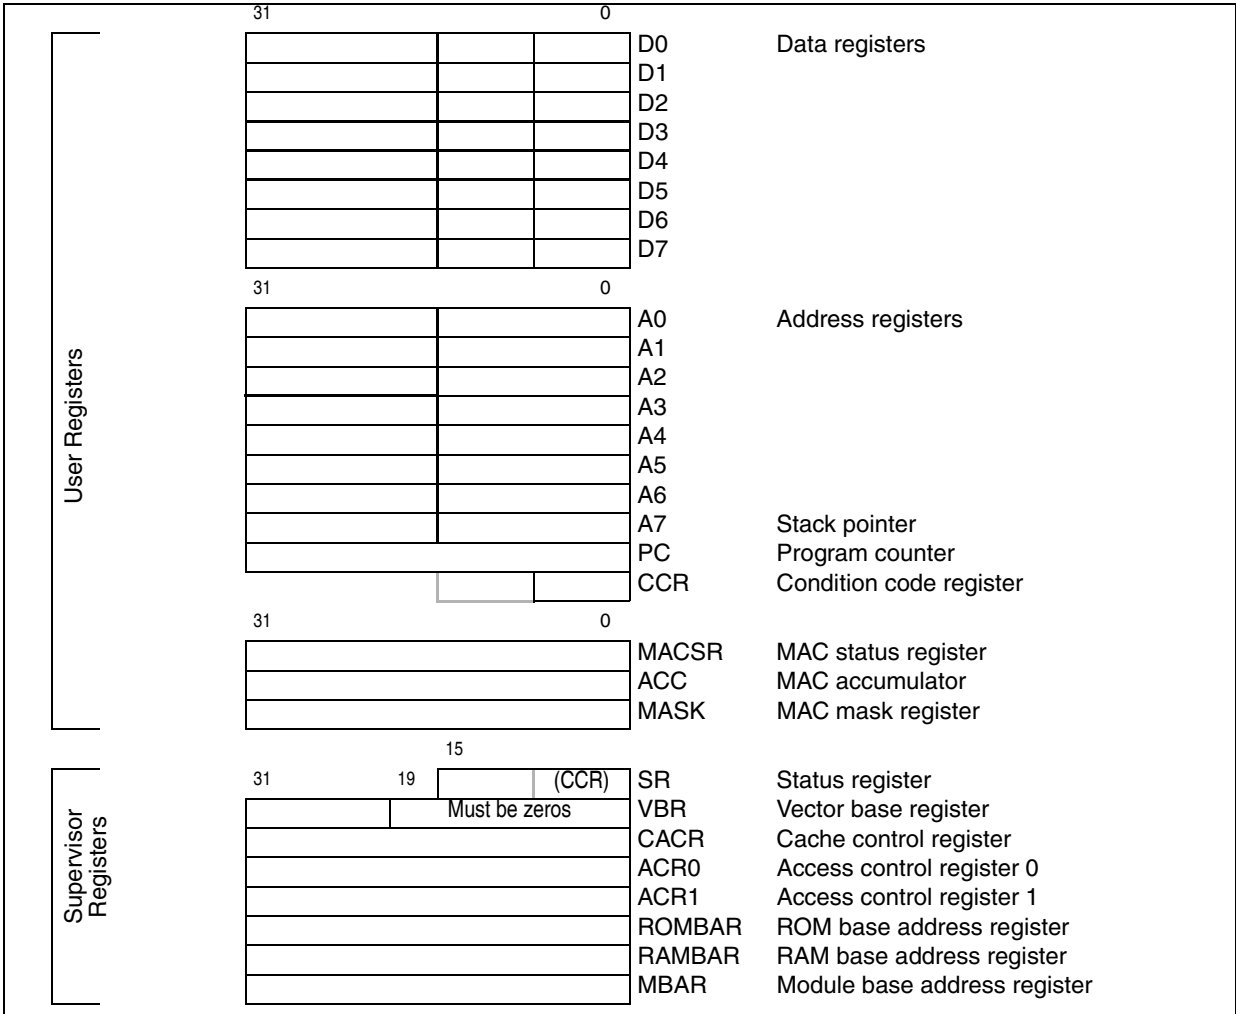 31 0
D0 Data registers
D1
D2
D3
D4
D5
D6
D7
31 0
A0 Address registers
A1
A2
A3
A4
A5
A6
A7 Stack pointer
PC Program counter
CCR Condition code register
User Registers
31 0
MACSR MAC status register
ACC MAC accumulator
MASK MAC mask register
15
31 19 (CCR) SR Status register
Must be zeros VBR Vector base register
CACR Cache control register
ACR0 Access control register 0
ACR1 Access control register 1
ROMBAR ROM base address register
RAMBAR RAM base address register
MBAR Module base address register
Supervisor
Registers